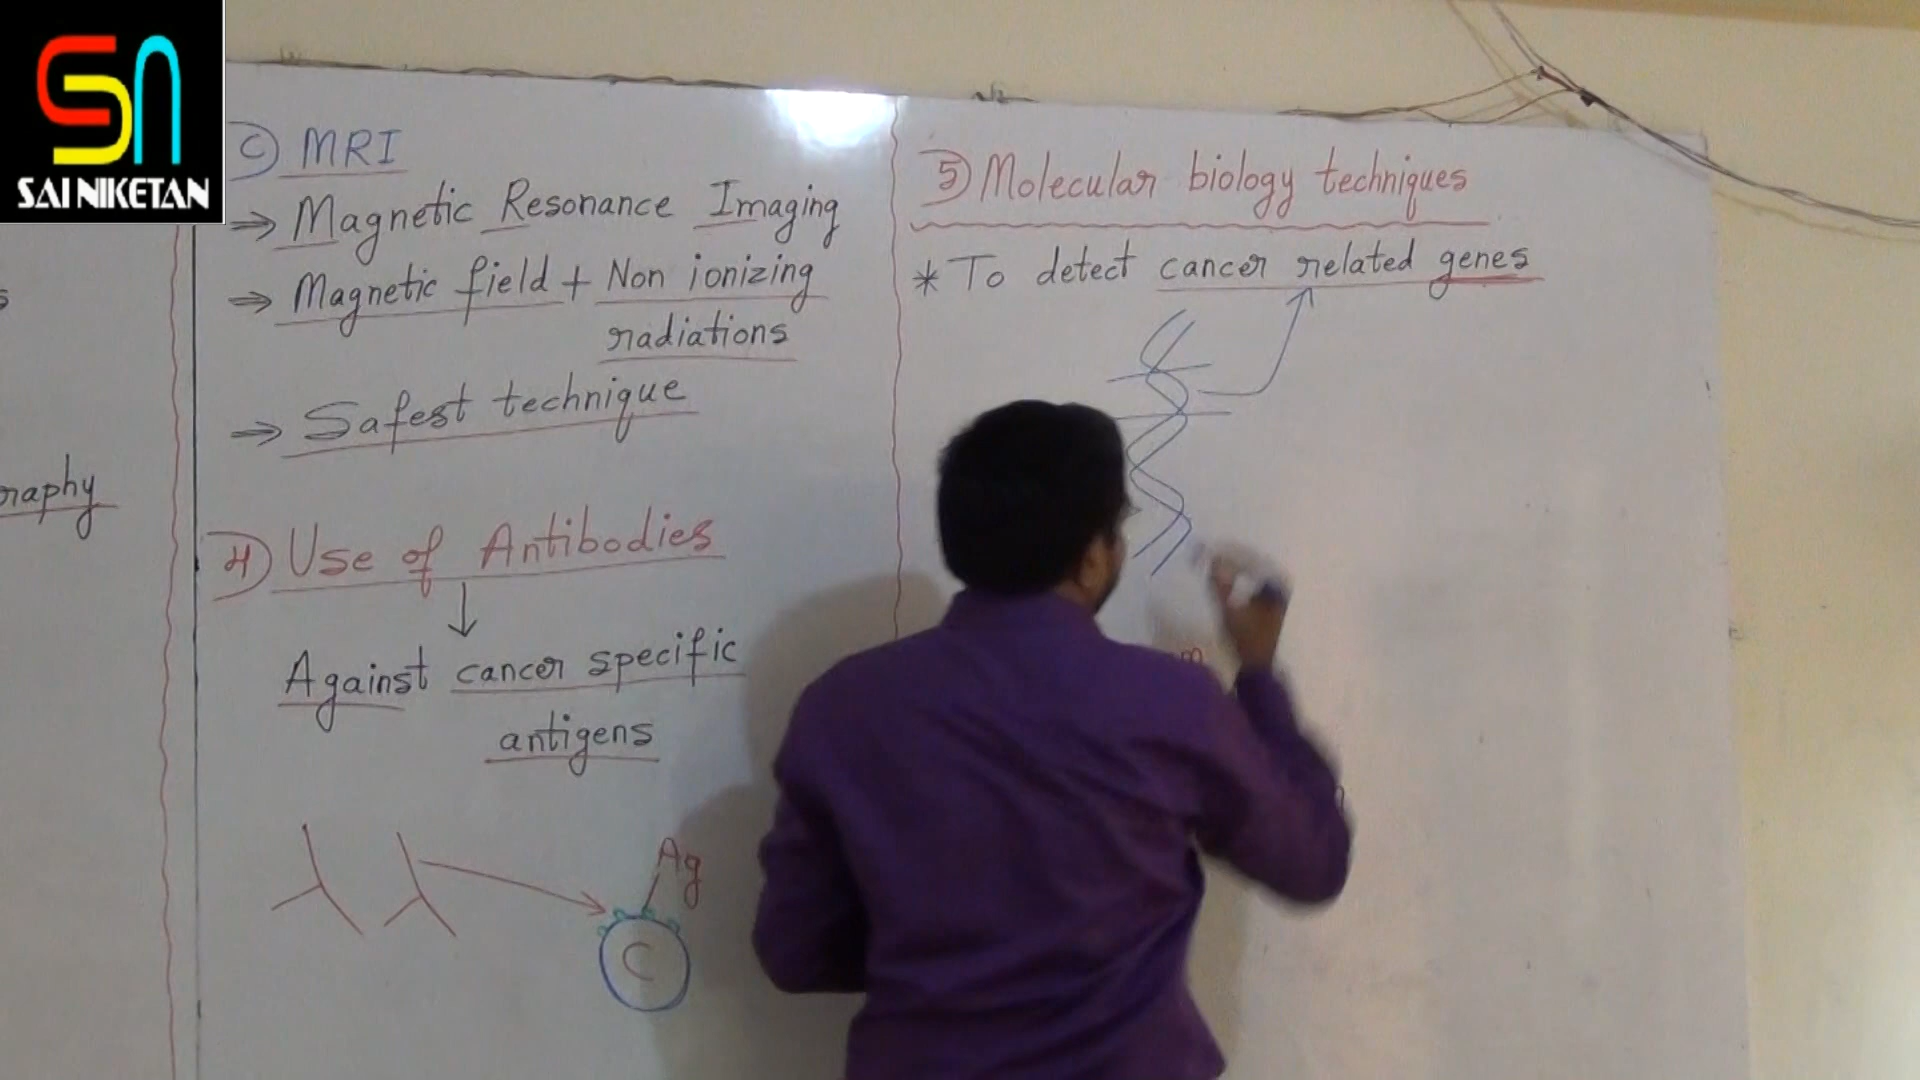 SAI NIKETAN
C) MRI
⇒ Magnetic Resonance Imaging
⇒ Magnetic field + Non ionizing
radiations
⇒ Safest technique
4) Use of Antibodies
↓
Against cancer specific
antigens
Ag
C
raphy
5) Molecular biology techniques
* To detect cancer related genes